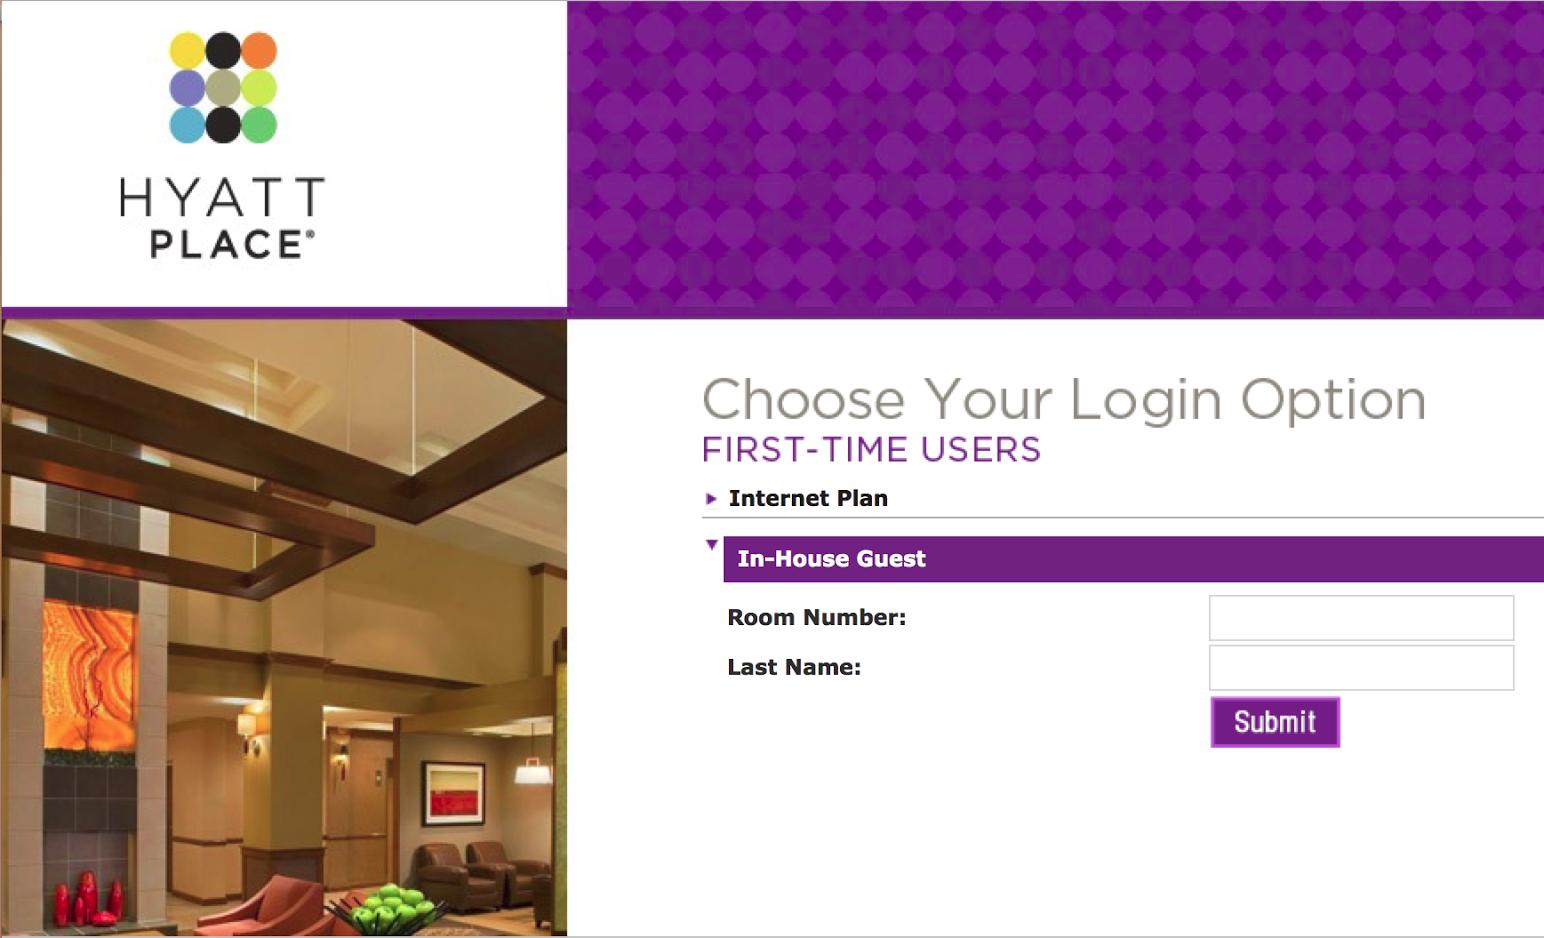 HYATT
PLACE®
Choose Your Login Option
FIRST-TIME USERS
Internet Plan
In-House Guest
Room Number:
Last Name:
Submit